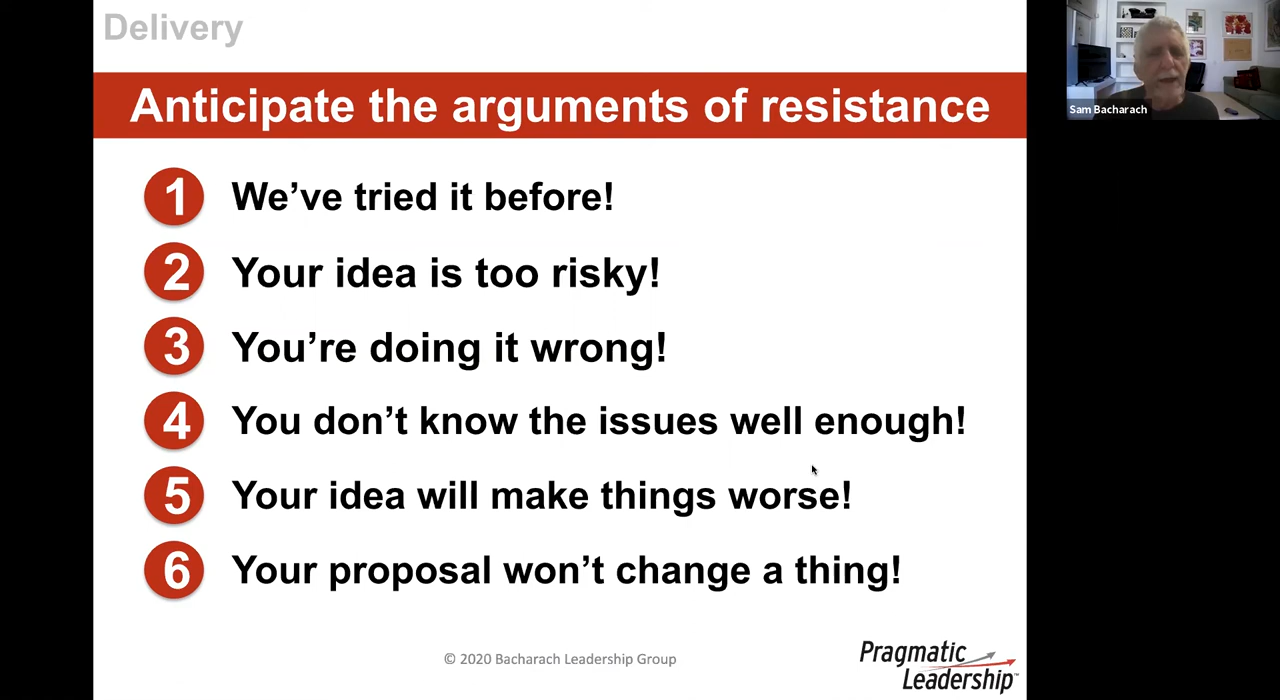 Delivery
Anticipate the arguments of resistance
1 We’ve tried it before!
2 Your idea is too risky!
3 You’re doing it wrong!
4 You don’t know the issues well enough!
5 Your idea will make things worse!
6 Your proposal won’t change a thing!
© 2020 Bacharach Leadership Group
Pragmatic
Leadership™
Sam Bacharach